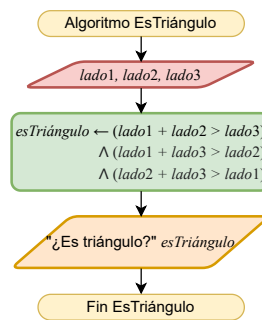 Algoritmo EsTriángulo
lado1, lado2, lado3
esTriángulo ← (lado1 + lado2 > lado3)
∧ (lado1 + lado3 > lado2)
∧ (lado2 + lado3 > lado1)
"¿Es triángulo?" esTriángulo
Fin EsTriángulo